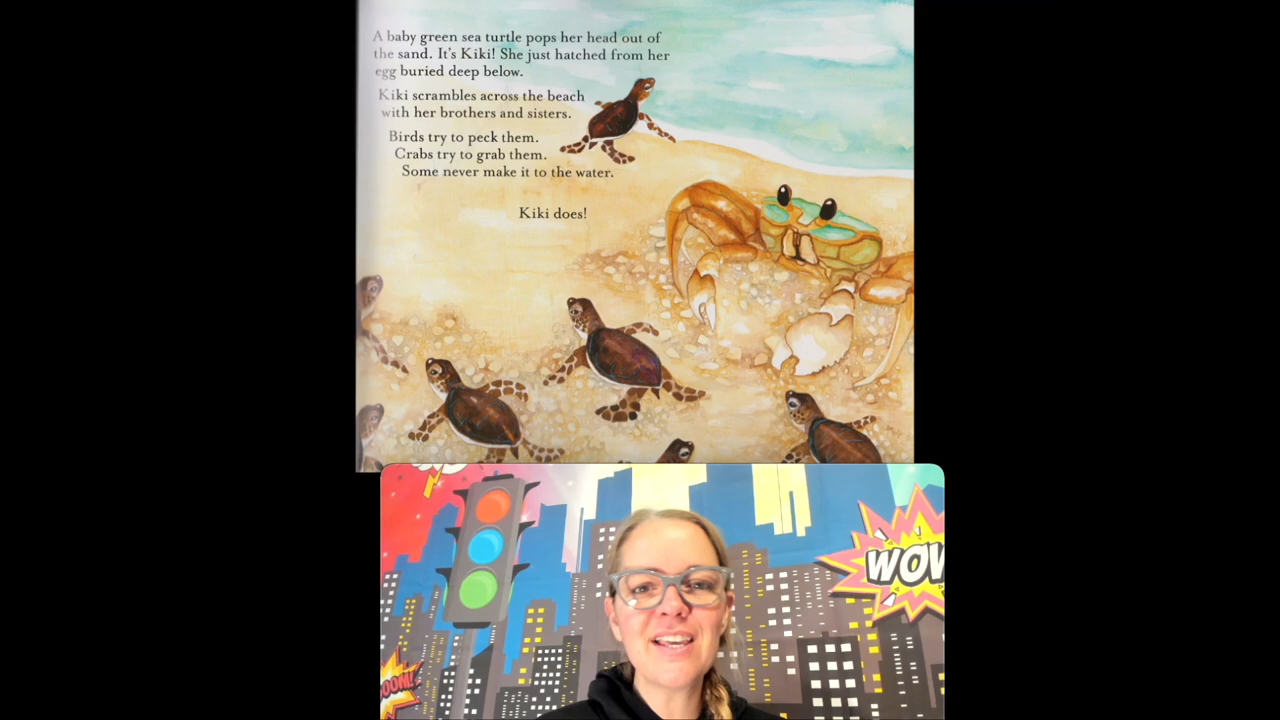 A baby green sea turtle pops her head out of
the sand. It's Kiki! She just hatched from her
egg buried deep below.
Kiki scrambles across the beach
with her brothers and sisters.
Birds try to peck them.
Crabs try to grab them.
Some never make it to the water.
Kiki does!
WOW
BOOM!